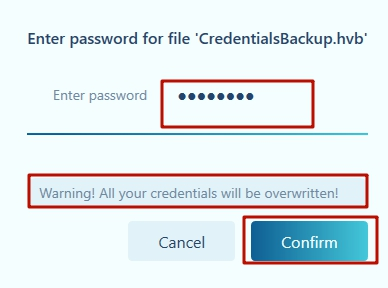 Enter password for file 'CredentialsBackup.hvb'
Enter password ●●●●●●●●
Warning! All your credentials will be overwritten!
Cancel Confirm